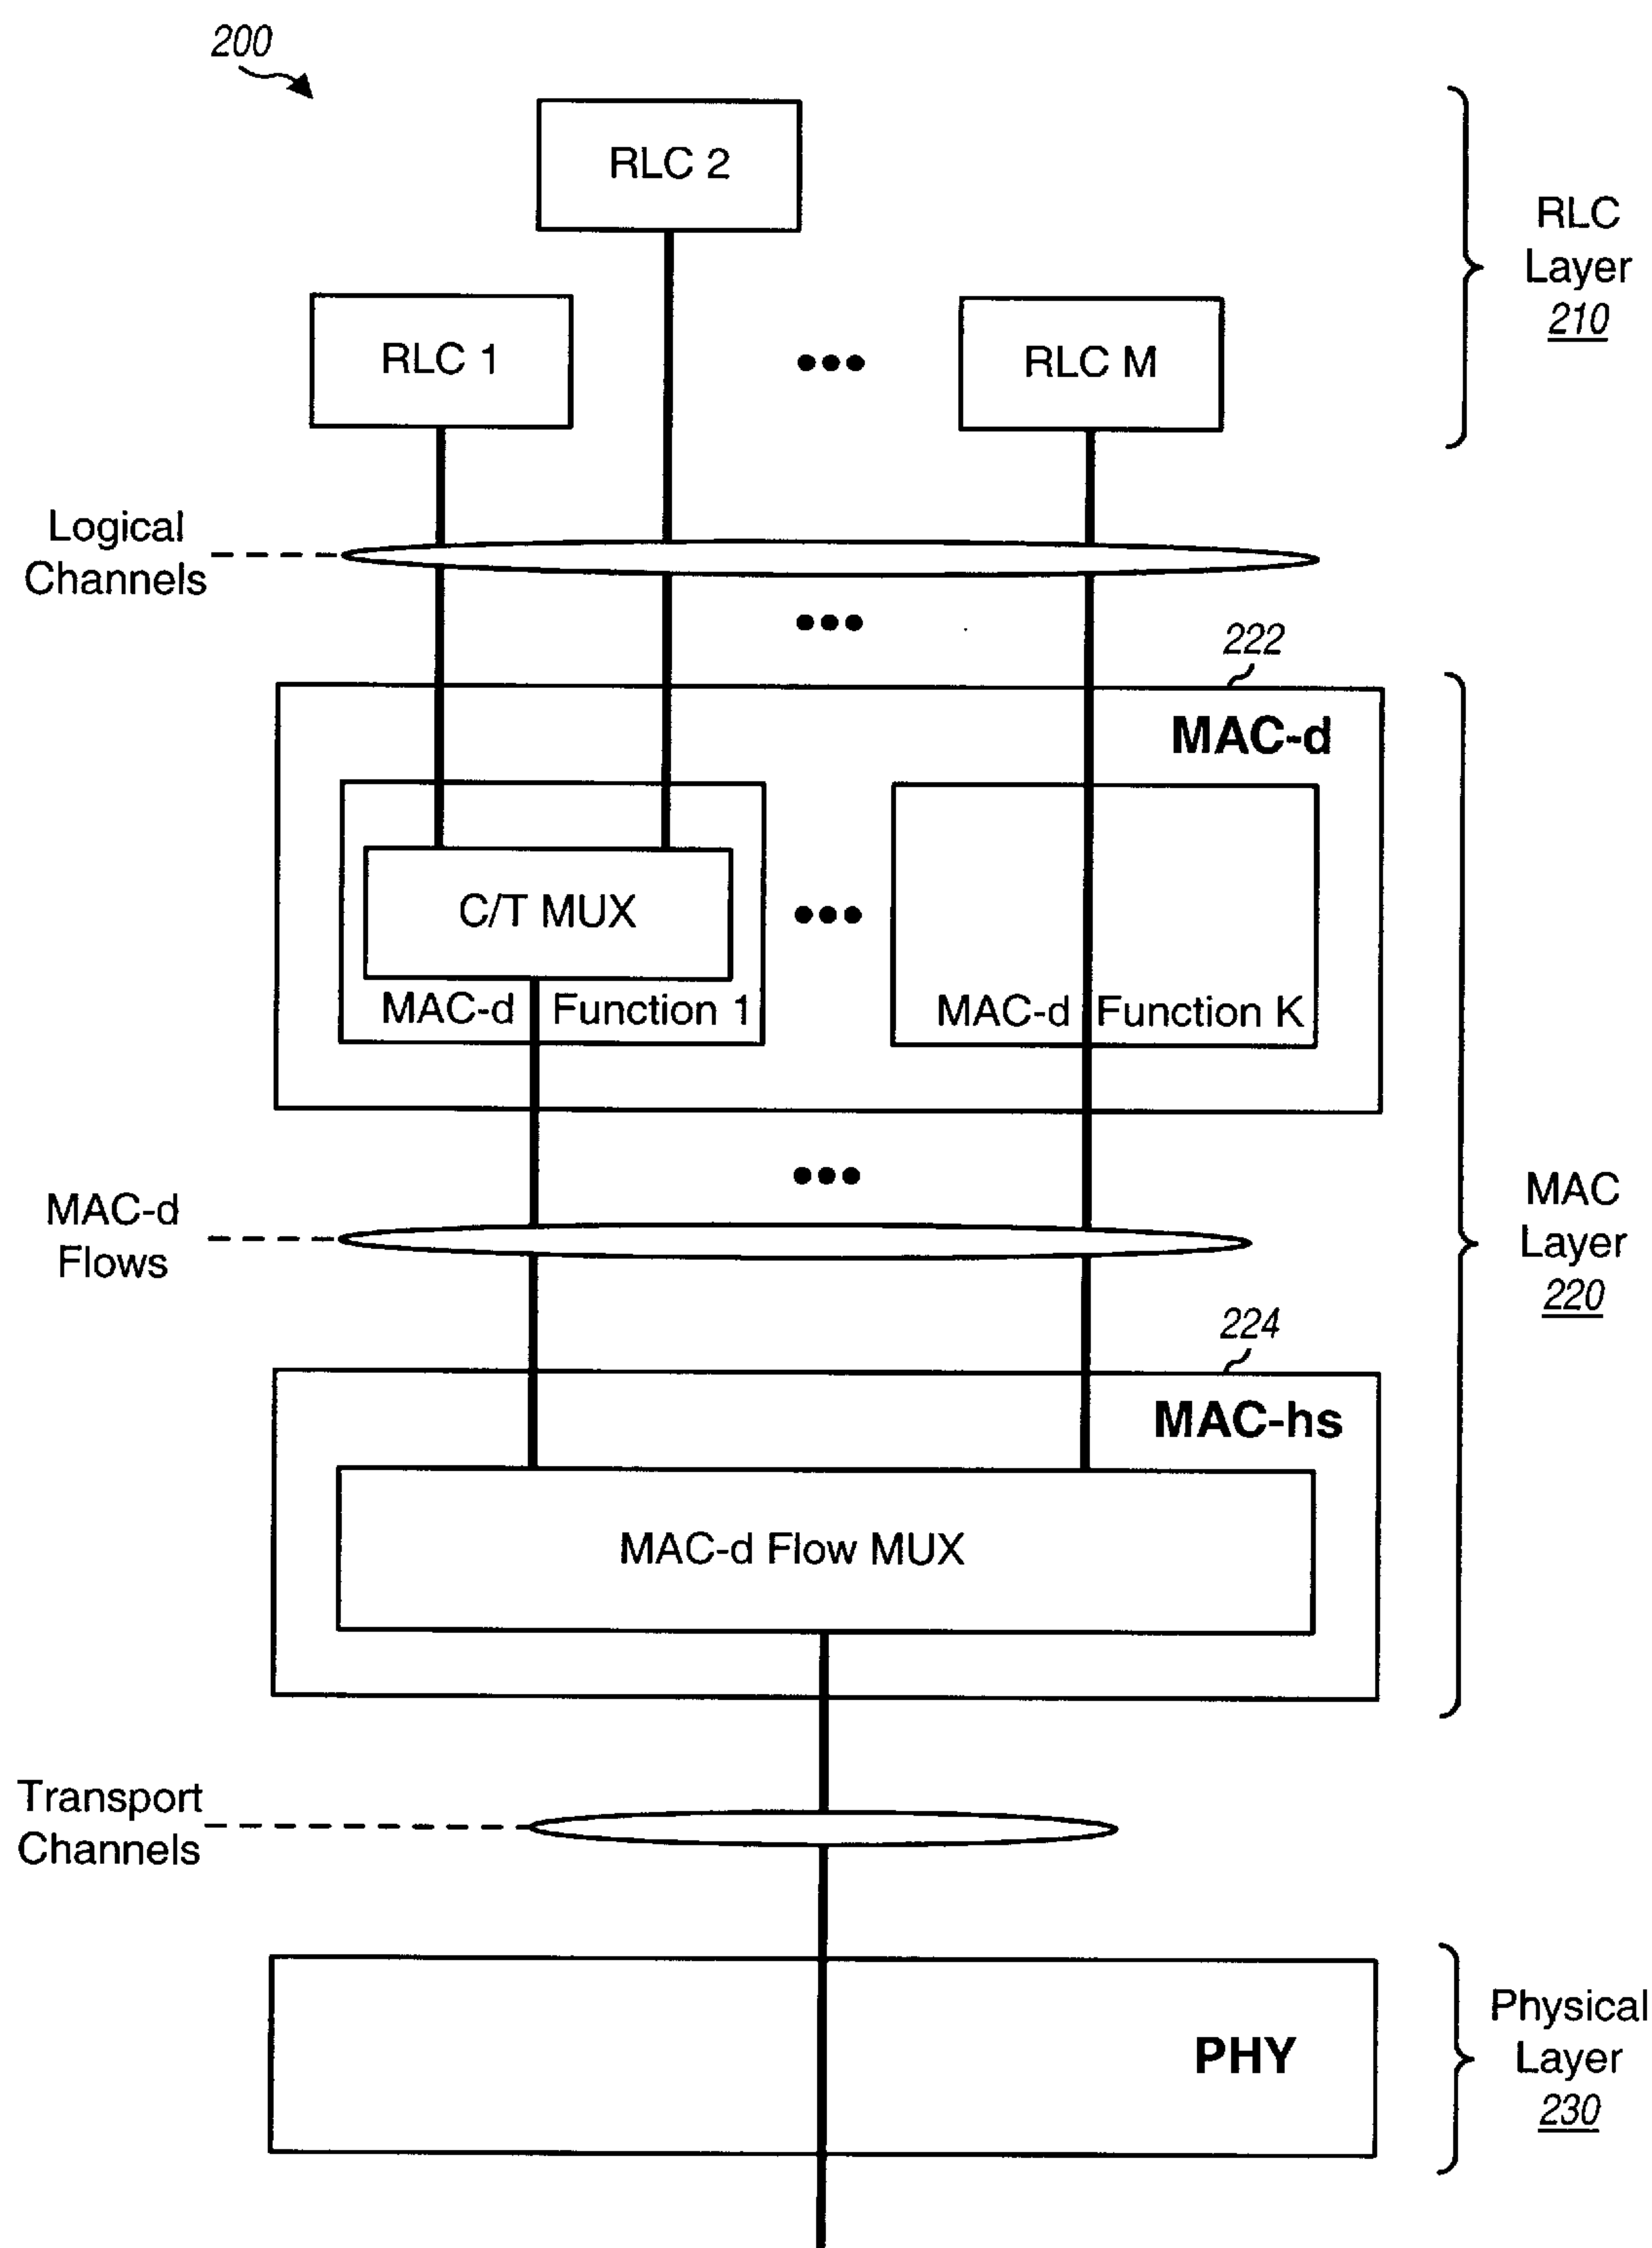 200
RLC 2
RLC
Layer
210
RLC 1
RLC M
Logical
Channels
222
MAC-d
C/T MUX
MAC-d Function 1
MAC-d Function K
MAC-d
Flows
MAC
Layer
220
224
MAC-hs
MAC-d Flow MUX
Transport
Channels
PHY
Physical
Layer
230